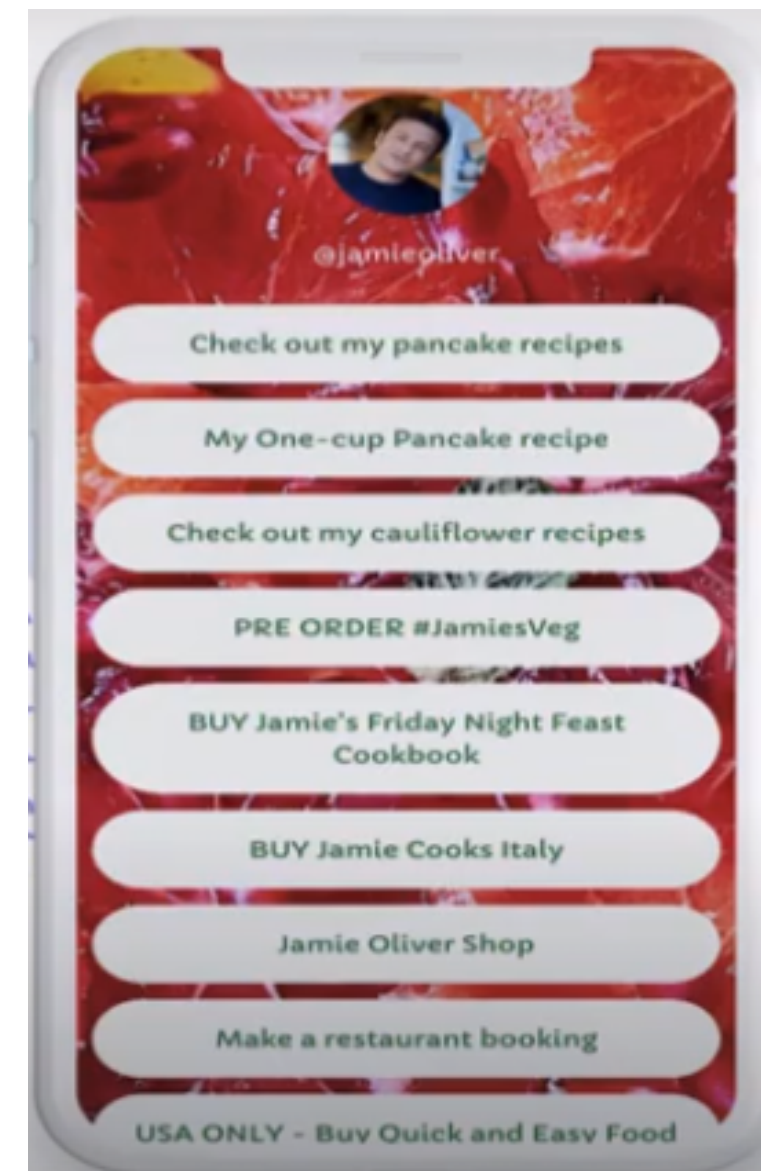 @jamieoliver
Check out my pancake recipes
My One-cup Pancake recipe
Check out my cauliflower recipes
PRE ORDER #JamiesVeg
BUY Jamie's Friday Night Feast
Cookbook
BUY Jamie Cooks Italy
Jamie Oliver Shop
Make a restaurant booking
USA ONLY - Buy Quick and Easy Food